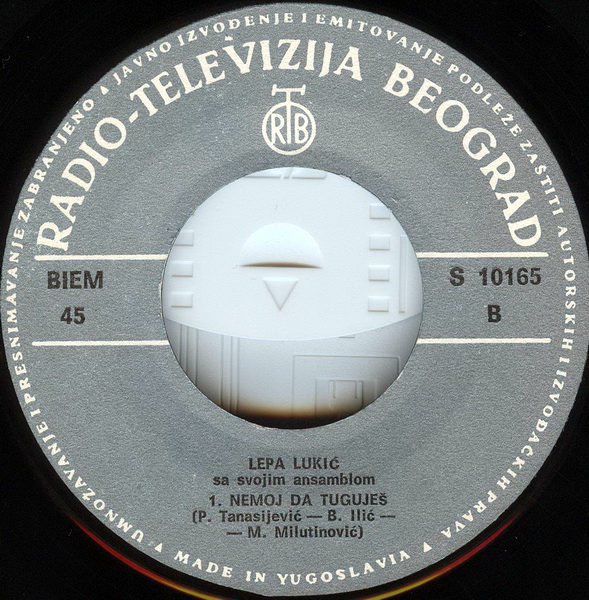 UMNOŽAVANJE I PRESNIMAVANJE ZABRANJENO ▲ JAVNO IZVOĐENJE I EMITOVANJE PODLEŽE ZAŠTITI AUTORSKIH I IZVOĐAČKIH PRAVA ▲
RADIO-TELEVIZIJA BEOGRAD
RTB
BIEM
45
S 10165
B
LEPA LUKIĆ
sa svojim ansamblom
1. NEMOJ DA TUGUJEŠ
(P. Tanasijević — B. Ilić —
— M. Milutinović)
MADE IN YUGOSLAVIA ▲